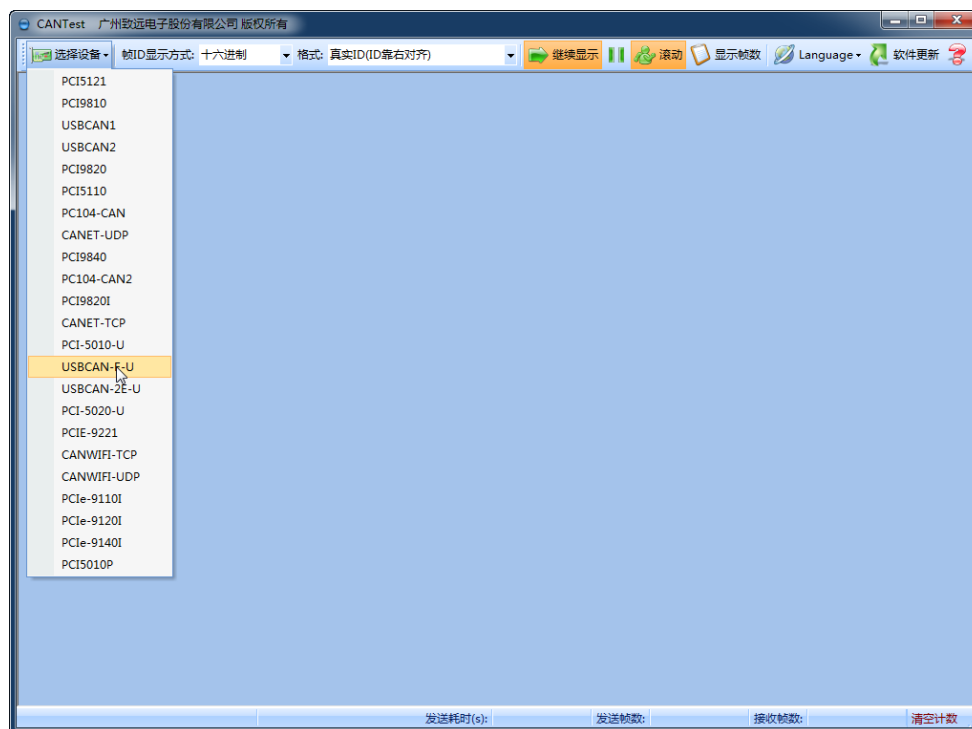 CANTest 广州致远电子股份有限公司 版权所有
选择设备 帧ID显示方式: 十六进制 格式: 真实ID(ID靠右对齐) 继续显示 滚动 显示帧数 Language 软件更新
PCI5121
PCI9810
USBCAN1
USBCAN2
PCI9820
PCI5110
PC104-CAN
CANET-UDP
PCI9840
PC104-CAN2
PCI9820I
CANET-TCP
PCI-5010-U
USBCAN-E-U
USBCAN-2E-U
PCI-5020-U
PCIE-9221
CANWIFI-TCP
CANWIFI-UDP
PCIe-9110I
PCIe-9120I
PCIe-9140I
PCI5010P
发送耗时(s): 发送帧数: 接收帧数: 清空计数